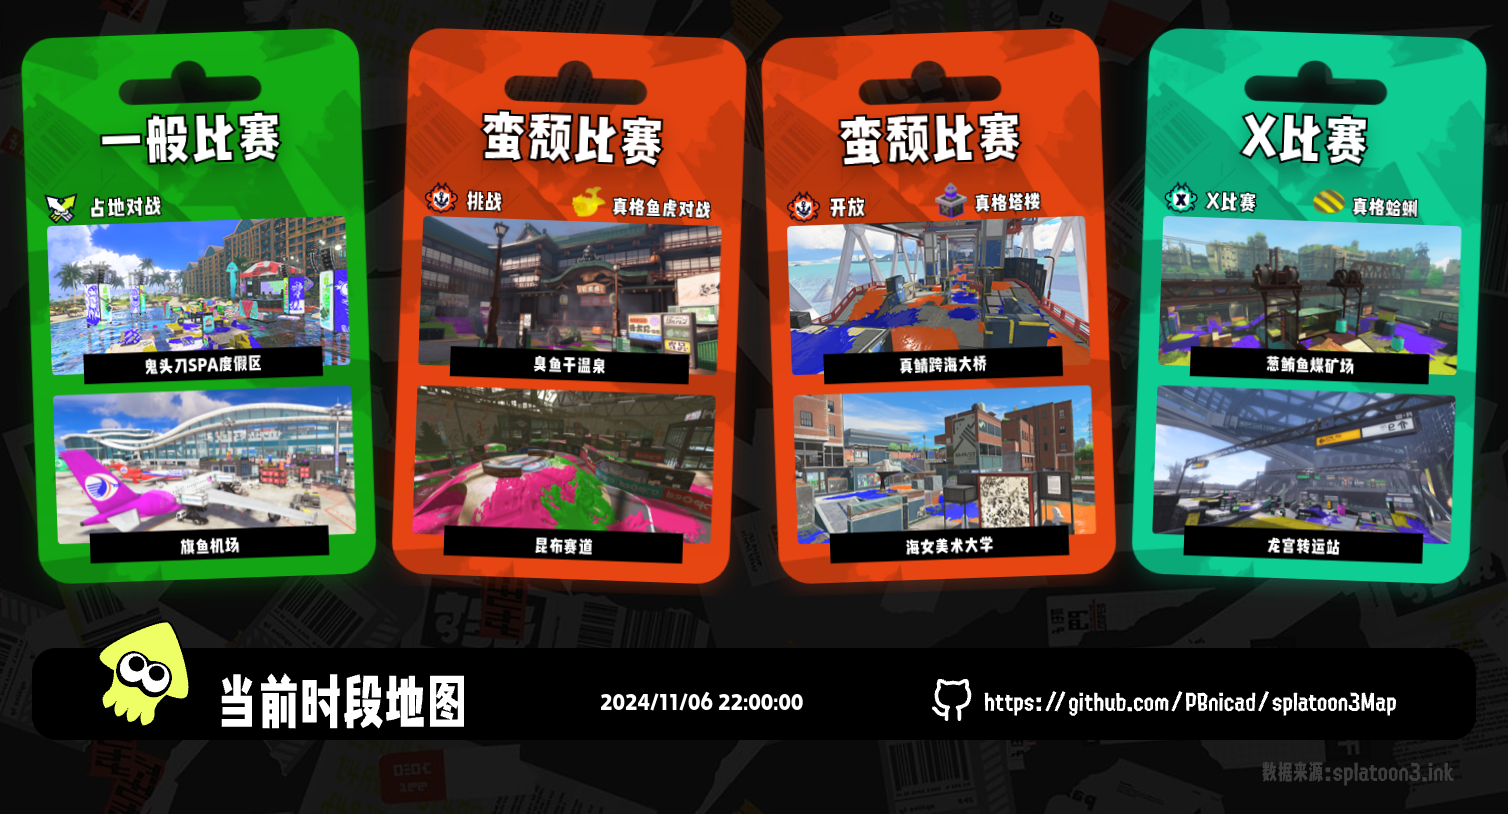 一般比赛
占地对战
鬼头刀SPA度假区
旗鱼机场
蛮颓比赛
挑战
真格鱼虎对战
臭鱼干温泉
昆布赛道
蛮颓比赛
开放
真格塔楼
真鲭跨海大桥
海女美术大学
X比赛
X比赛
真格蛤蜊
葱鲔鱼煤矿场
龙宫转运站
当前时段地图
2024/11/06 22:00:00
https://github.com/PBnicad/splatoon3Map
数据来源:splatoon3.ink